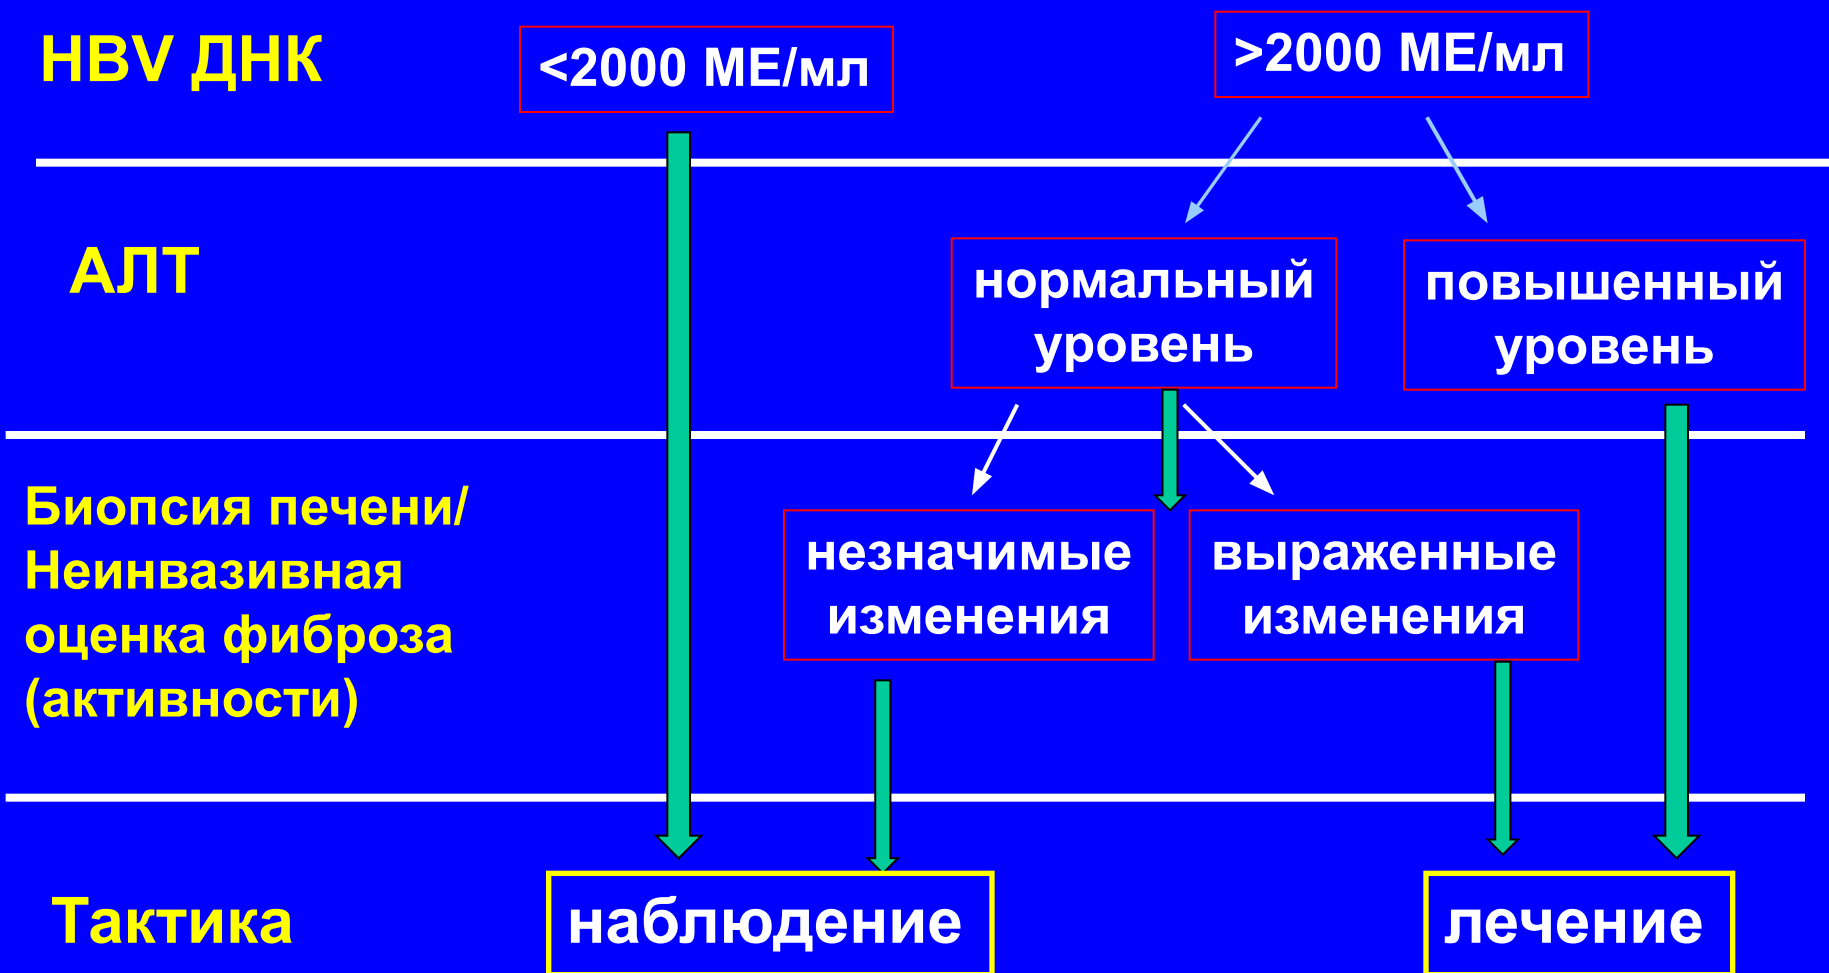 HBV ДНК
<2000 МЕ/мл
>2000 МЕ/мл
АЛТ
нормальный
уровень
повышенный
уровень
Биопсия печени/
Неинвазивная
оценка фиброза
(активности)
незначимые
изменения
выраженные
изменения
Тактика
наблюдение
лечение